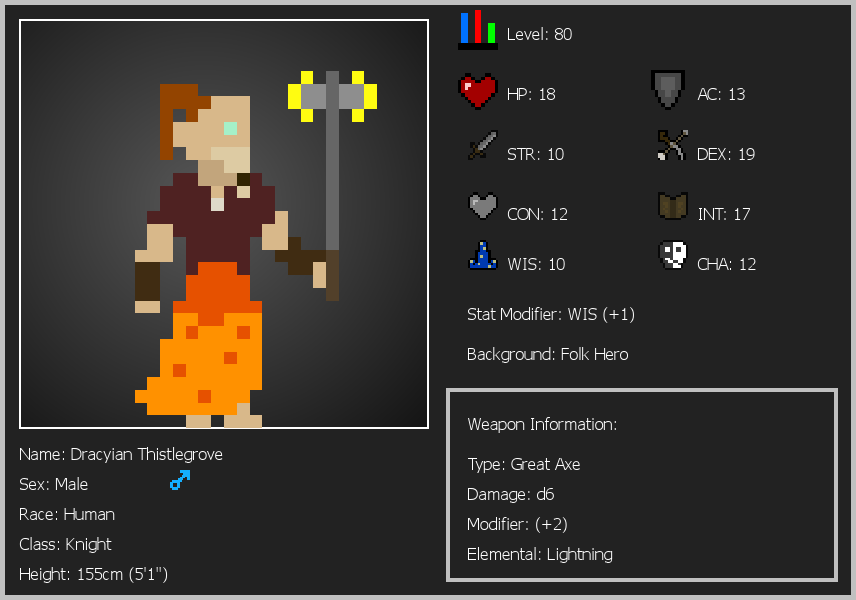 Level: 80
HP: 18
AC: 13
STR: 10
DEX: 19
CON: 12
INT: 17
WIS: 10
CHA: 12
Stat Modifier: WIS (+1)
Background: Folk Hero
Weapon Information:
Type: Great Axe
Damage: d6
Modifier: (+2)
Elemental: Lightning
Name: Dracyian Thistlegrove
Sex: Male
Race: Human
Class: Knight
Height: 155cm (5'1")